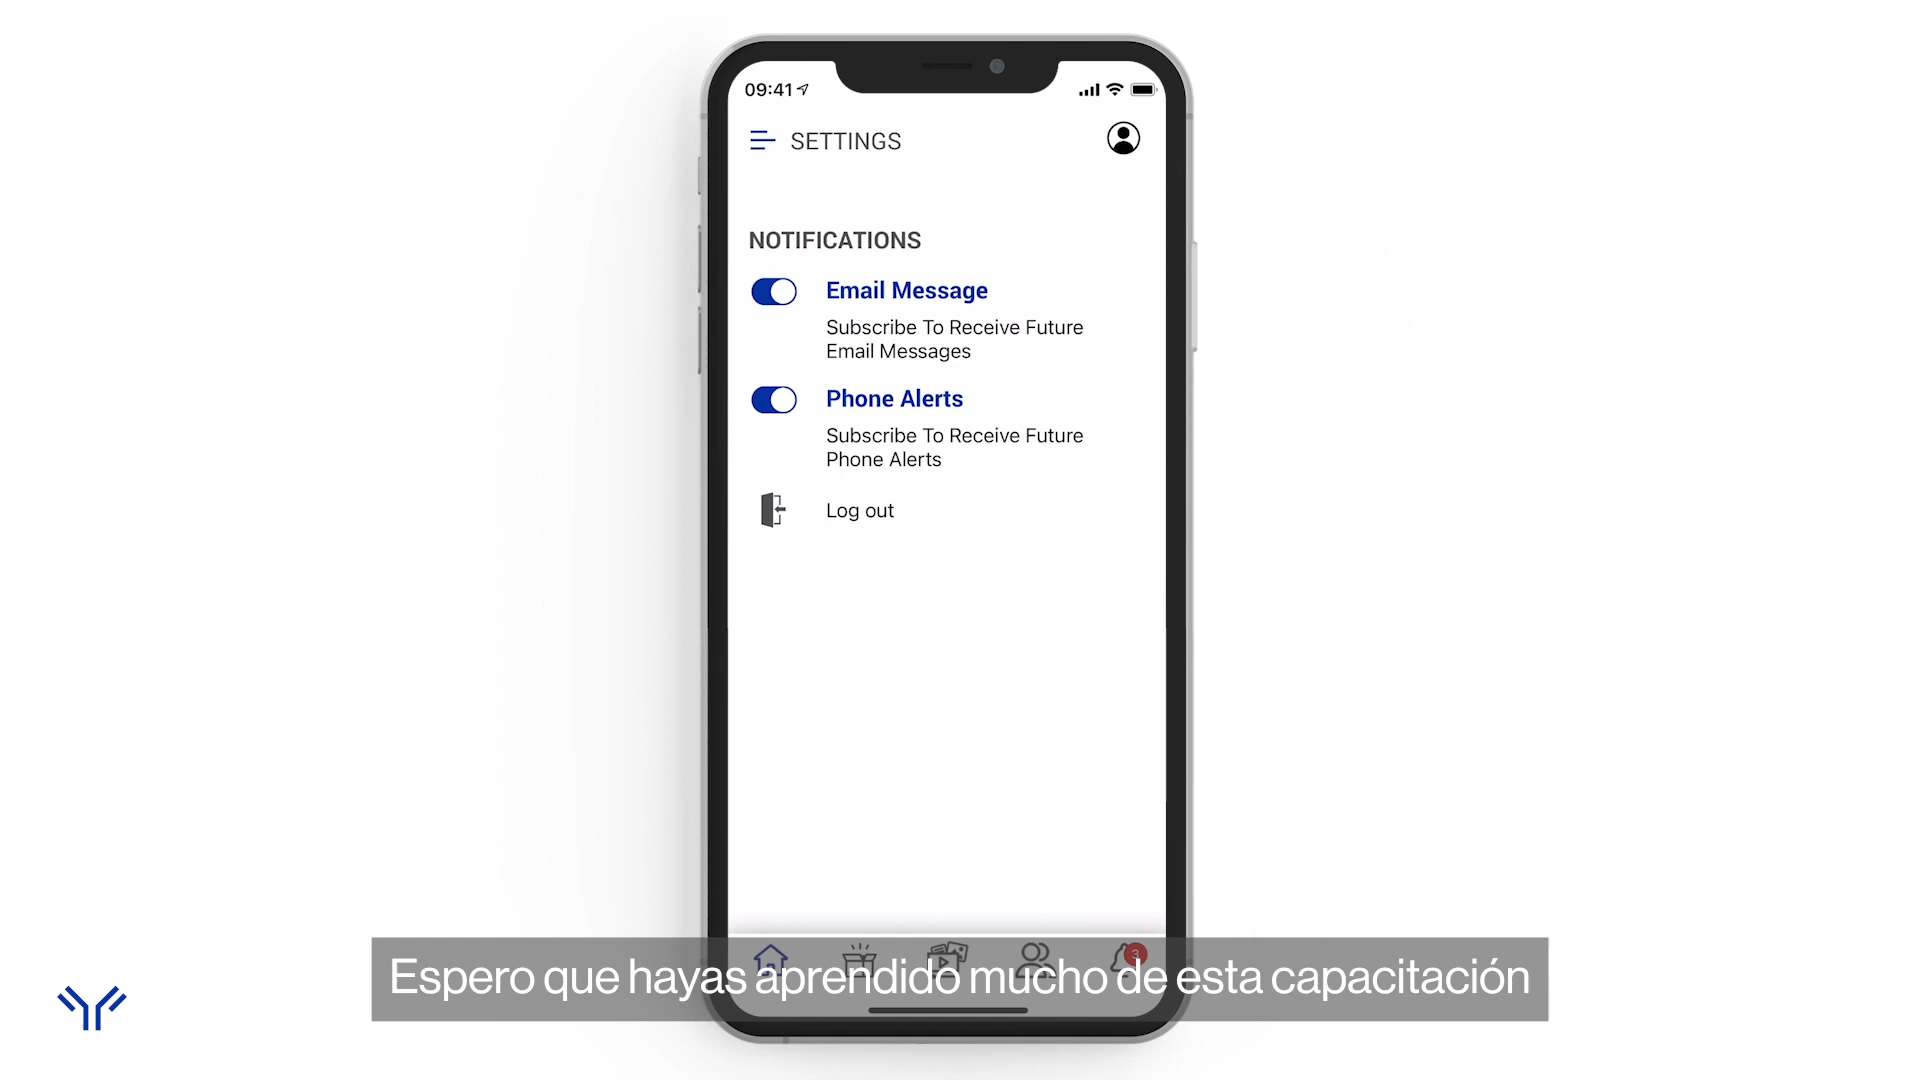 09:41
SETTINGS
NOTIFICATIONS
Email Message
Subscribe To Receive Future
Email Messages
Phone Alerts
Subscribe To Receive Future
Phone Alerts
Log out
3
Espero que hayas aprendido mucho de esta capacitación